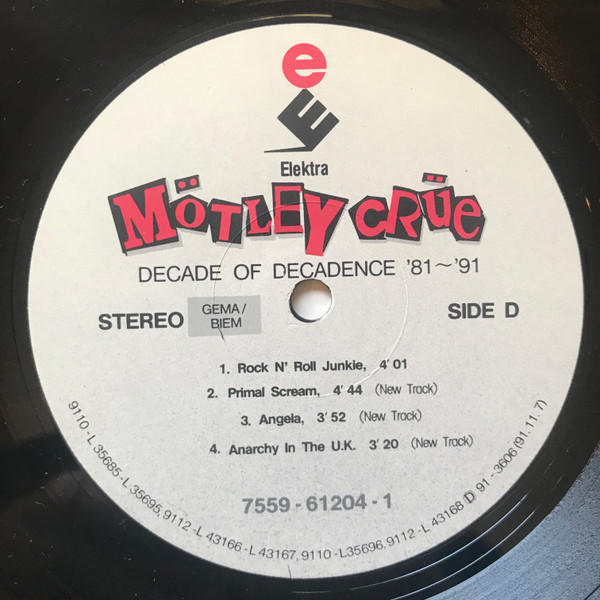 e
E
Elektra
MÖTLEY CRÜE
DECADE OF DECADENCE '81~'91
STEREO GEMA/ BIEM SIDE D
1. Rock N' Roll Junkie, 4' 01
2. Primal Scream, 4' 44 (New Track)
3. Angela, 3' 52 (New Track)
4. Anarchy In The U.K. 3' 20 (New Track)
7559 - 61204 - 1
9110 - L 35685 - L 35695, 9112 - L 43166 - L 43167, 9110 - L35696, 9112 - L 43168 Ⓓ 91 - 3606 (91. 11. 7)